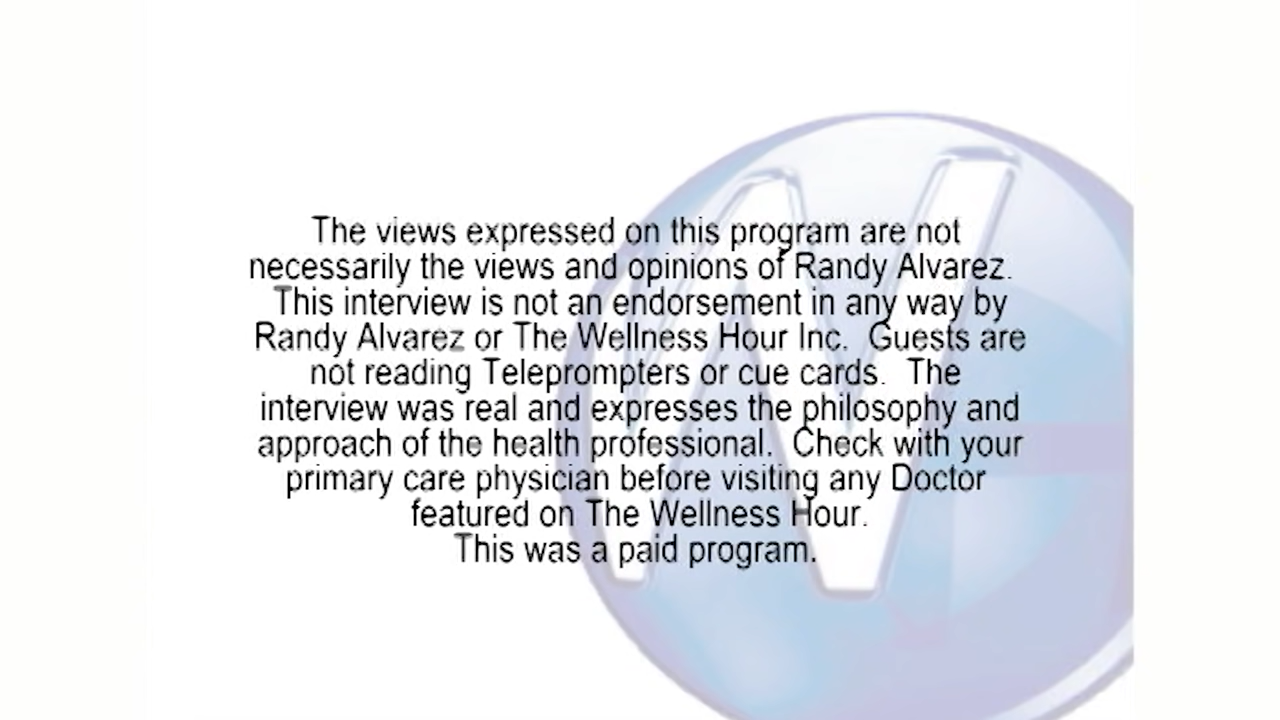 The views expressed on this program are not
necessarily the views and opinions of Randy Alvarez.
This interview is not an endorsement in any way by
Randy Alvarez or The Wellness Hour Inc.  Guests are
not reading Teleprompters or cue cards.  The
interview was real and expresses the philosophy and
approach of the health professional.  Check with your
primary care physician before visiting any Doctor
featured on The Wellness Hour.
This was a paid program.